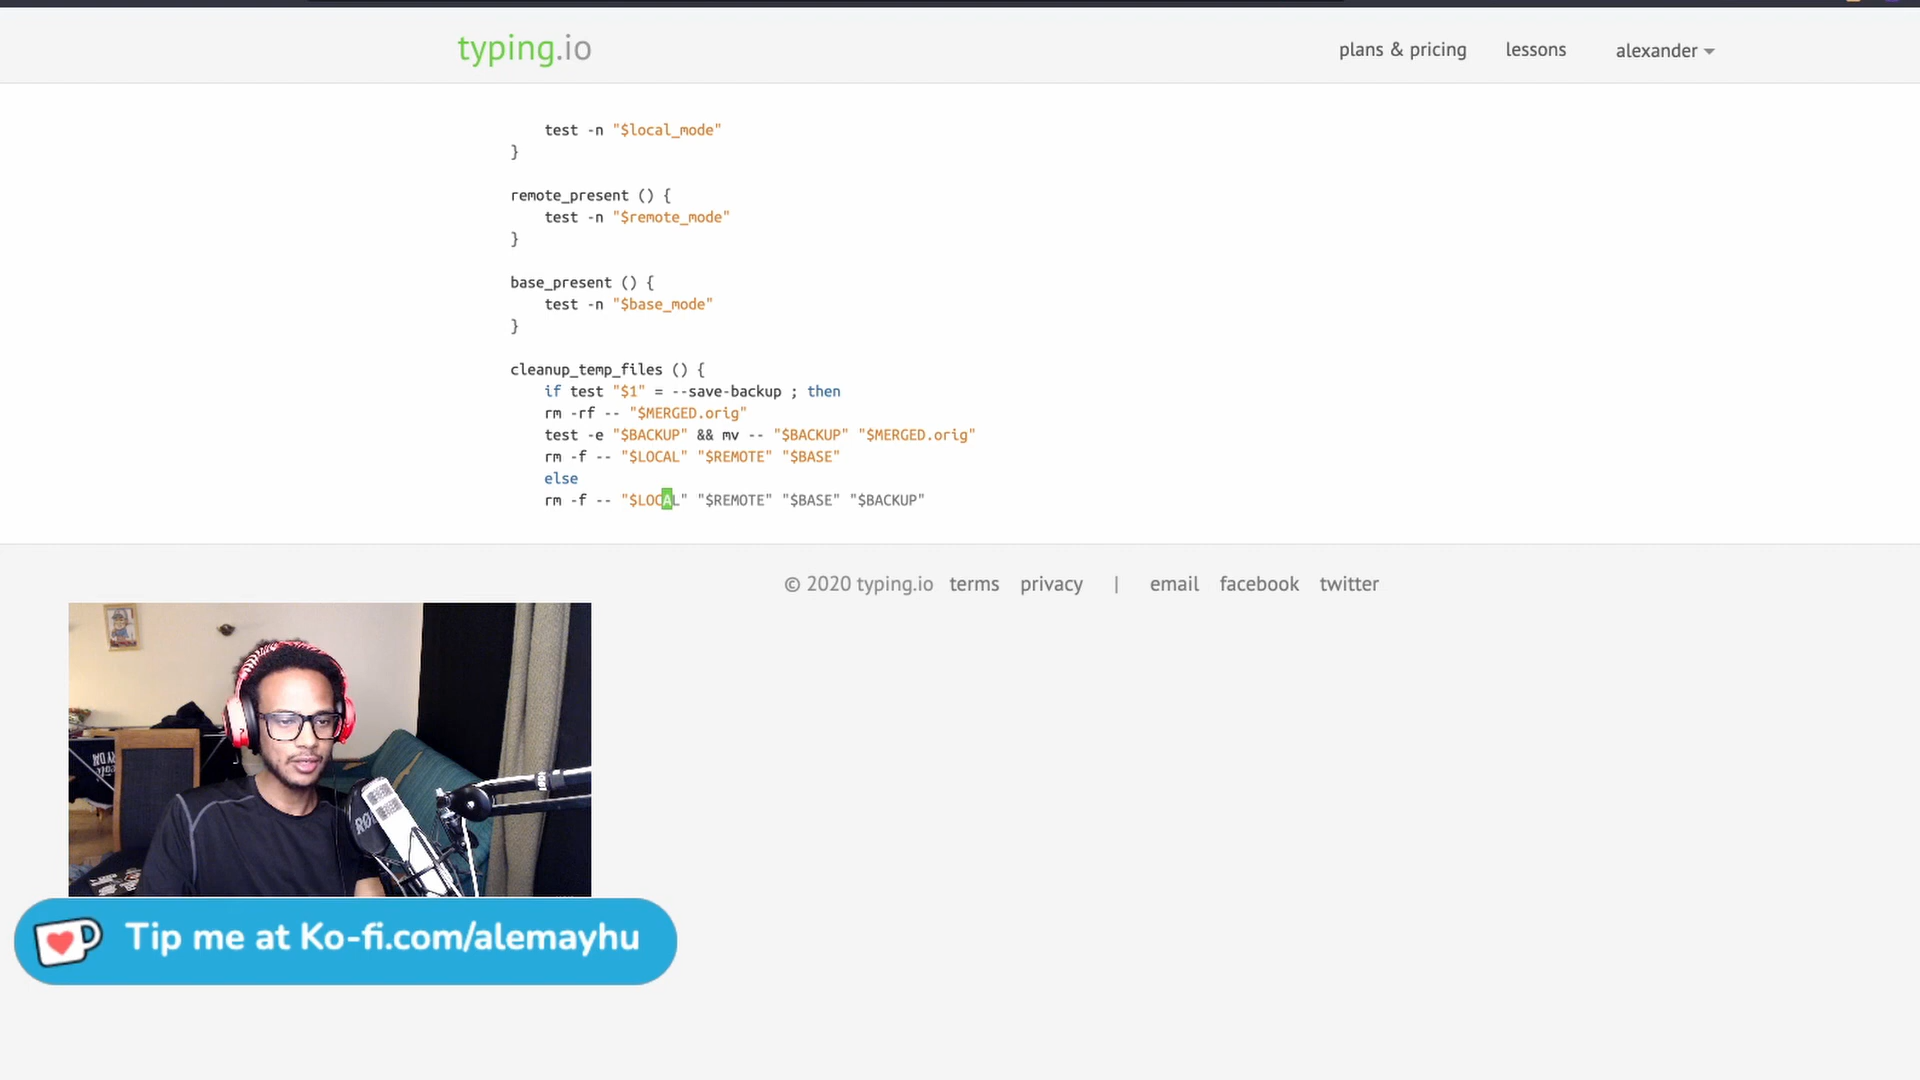 typing.io
plans & pricing
lessons
alexander
test -n "$local_mode"
}
remote_present () {
test -n "$remote_mode"
}
base_present () {
test -n "$base_mode"
}
cleanup_temp_files () {
if test "$1" = --save-backup ; then
rm -rf -- "$MERGED.orig"
test -e "$BACKUP" && mv -- "$BACKUP" "$MERGED.orig"
rm -f -- "$LOCAL" "$REMOTE" "$BASE"
else
rm -f -- "$LOCAL" "$REMOTE" "$BASE" "$BACKUP"
© 2020 typing.io terms privacy | email facebook twitter
Tip me at Ko-fi.com/alemayhu